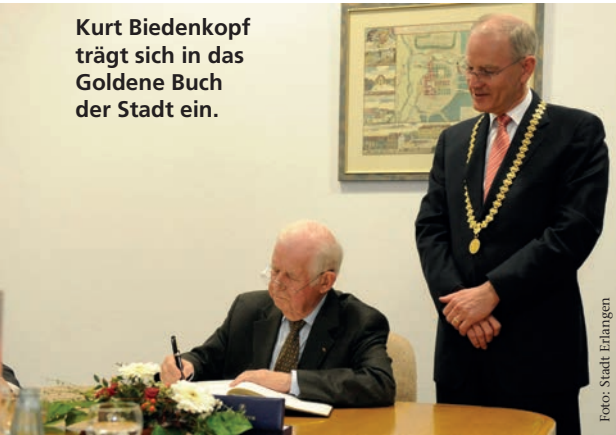 Kurt Biedenkopf
trägt sich in das
Goldene Buch
der Stadt ein.
Foto: Stadt Erlangen